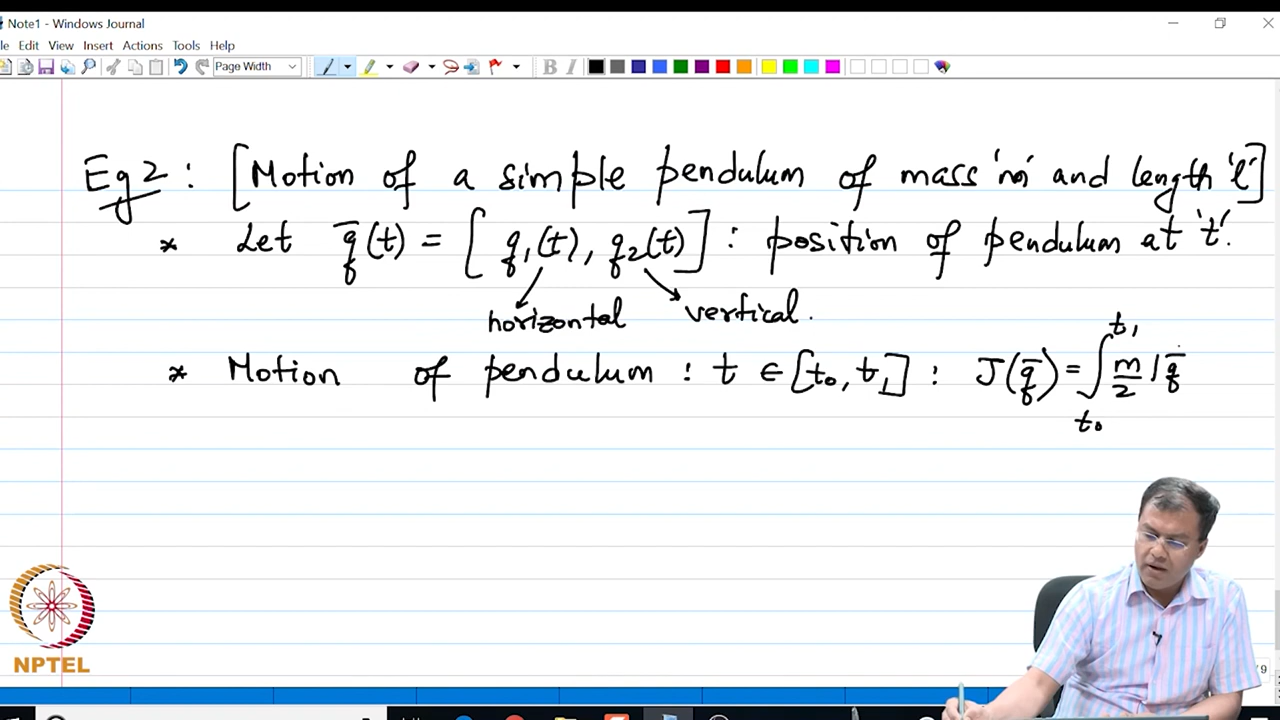 Note1 - Windows Journal
Edit View Insert Actions Tools Help
Page Width
Eg 2 : [Motion of a simple pendulum of mass 'm' and length 'l']
* Let q̄(t) = [q₁(t), q₂(t)] : position of pendulum at 't'.
horizontal vertical.
* Motion of pendulum : t ∈ [t₀, t₁] : J(q̄) = ∫_{t₀}^{t₁} m/2 |q̄
NPTEL